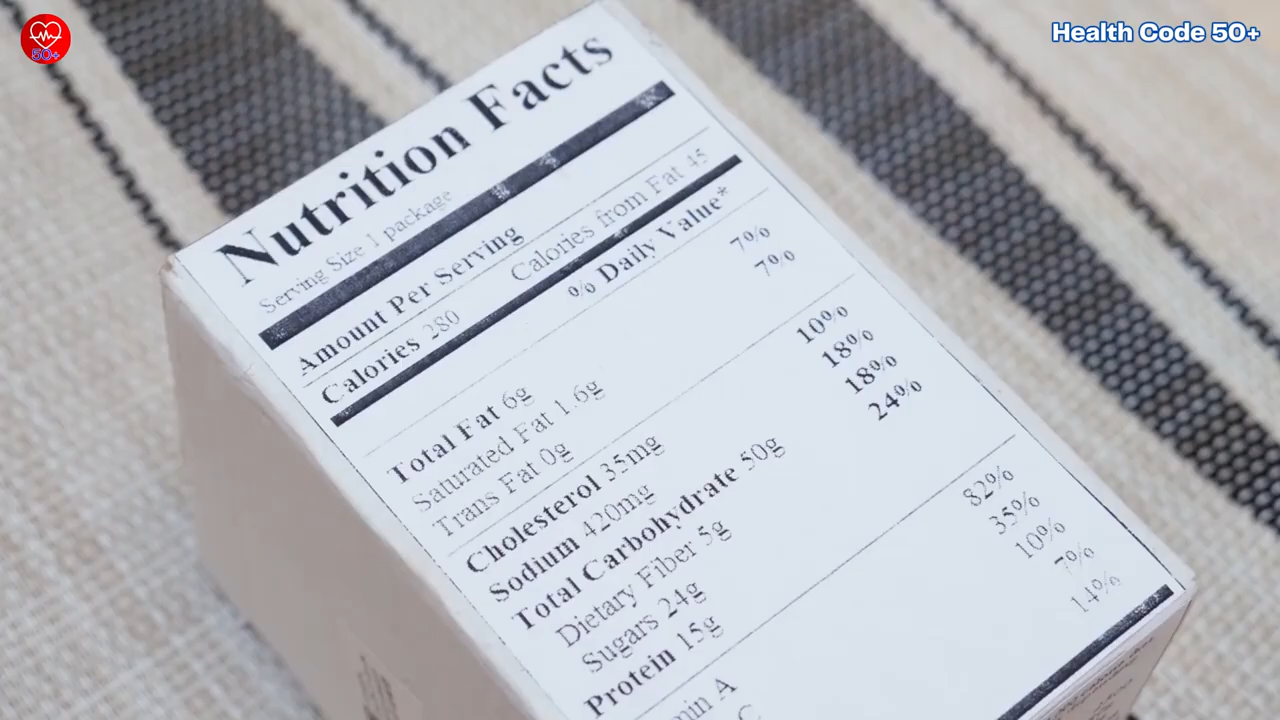 50+
Health Code 50+
Nutrition Facts
Serving Size 1 package
Amount Per Serving
Calories 280 Calories from Fat 45
% Daily Value*
Total Fat 6g 7%
Saturated Fat 1.6g 7%
Trans Fat 0g
Cholesterol 35mg 10%
Sodium 420mg 18%
Total Carbohydrate 50g 18%
Dietary Fiber 5g 24%
Sugars 24g
Protein 15g 82%
A 35%
C 10%
7%
14%